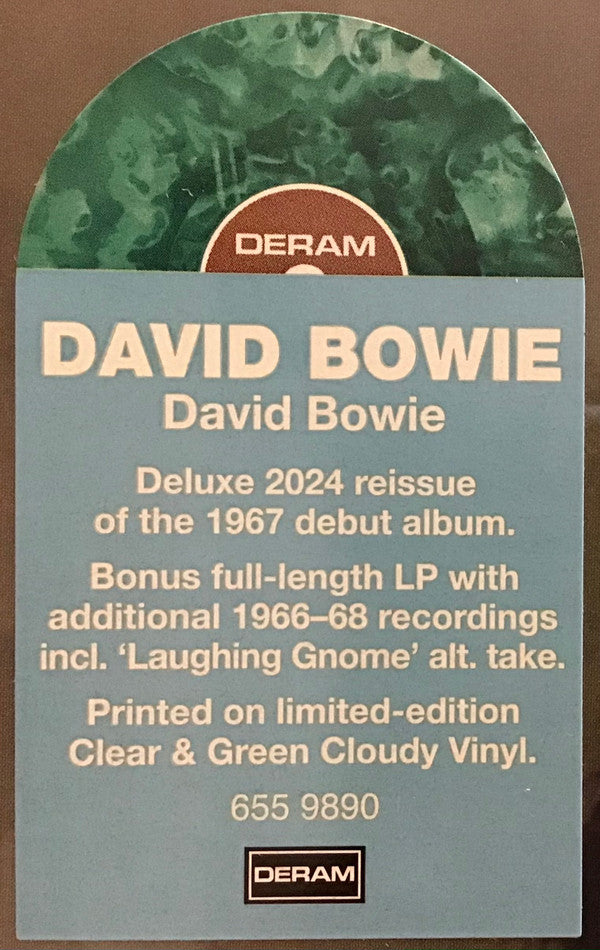 DERAM
DAVID BOWIE
David Bowie
Deluxe 2024 reissue
of the 1967 debut album.
Bonus full-length LP with
additional 1966–68 recordings
incl. ‘Laughing Gnome’ alt. take.
Printed on limited-edition
Clear & Green Cloudy Vinyl.
655 9890
DERAM